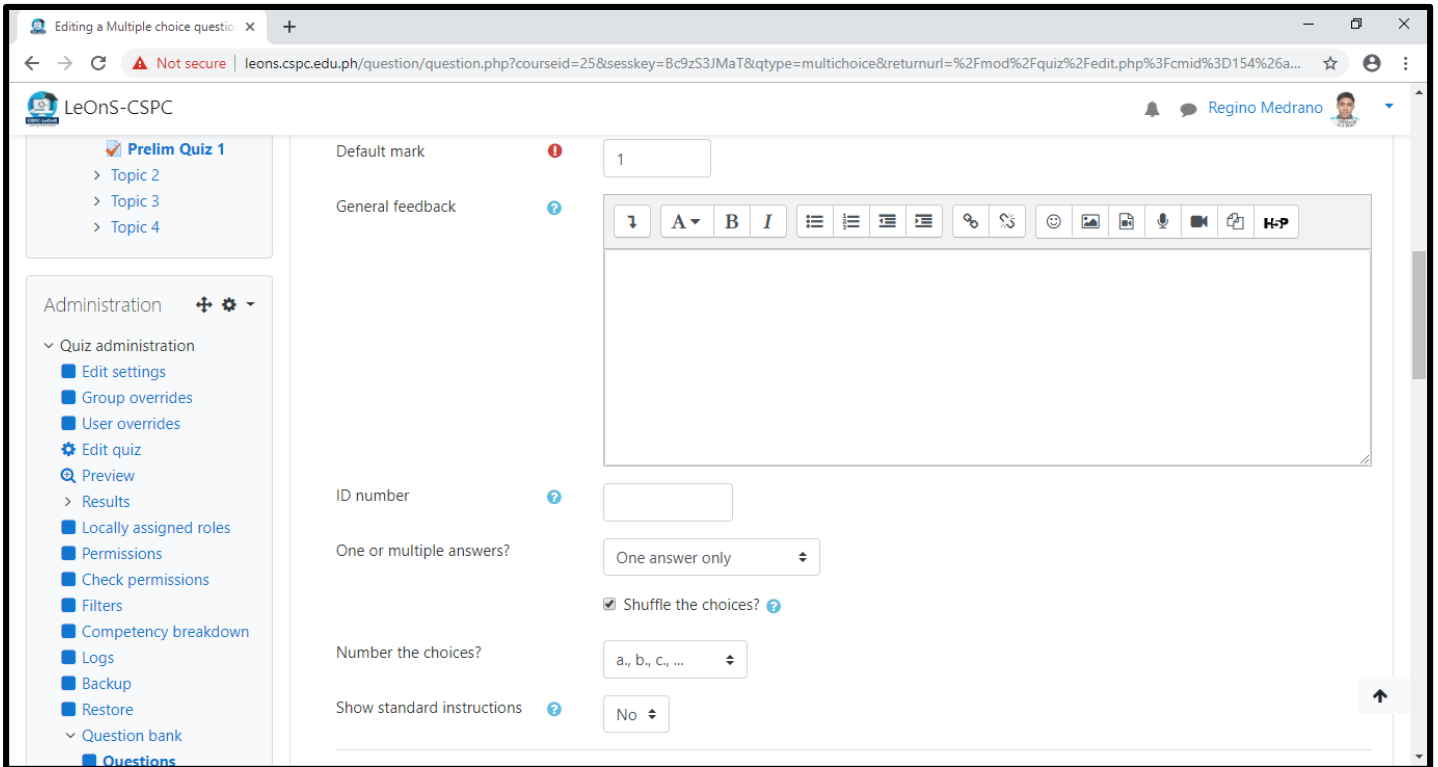 Editing a Multiple choice questio
Not secure | leons.cspc.edu.ph/question/question.php?courseid=25&sesskey=Bc9zS3JMaT&qtype=multichoice&returnurl=%2Fmod%2Fquiz%2Fedit.php%3Fcmid%3D154%26a...
LeOnS-CSPC
Regino Medrano
Prelim Quiz 1
Topic 2
Topic 3
Topic 4
Administration
Quiz administration
Edit settings
Group overrides
User overrides
Edit quiz
Preview
Results
Locally assigned roles
Permissions
Check permissions
Filters
Competency breakdown
Logs
Backup
Restore
Question bank
Questions
Default mark
1
General feedback
A B I
H5P
ID number
One or multiple answers?
One answer only
Shuffle the choices?
Number the choices?
a., b., c., ...
Show standard instructions
No